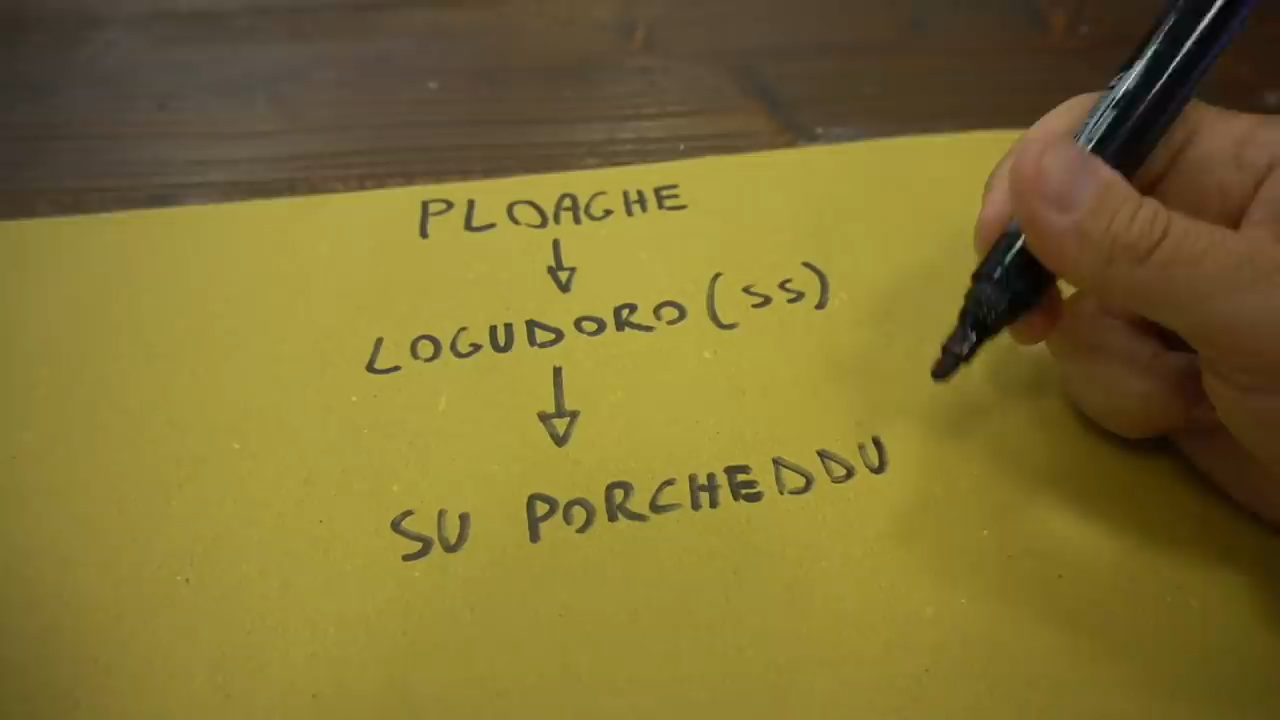 PLOAGHE
↓
LOGUDORO (SS)
↓
SU PORCHEDDU